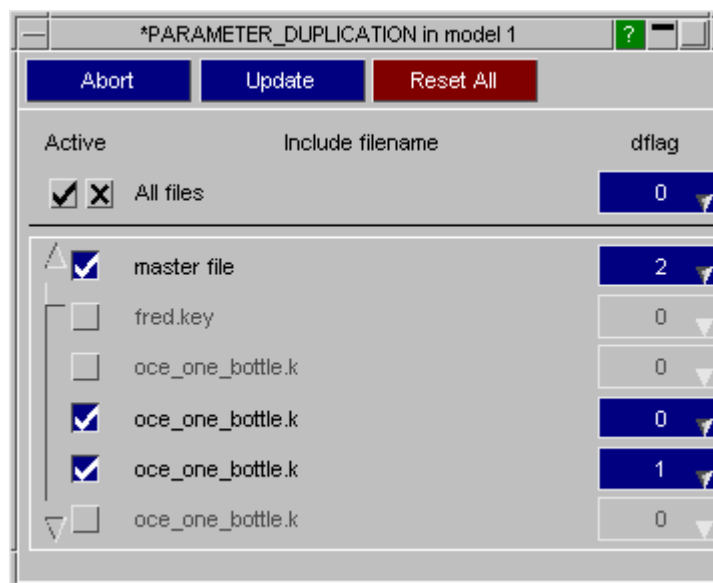 *PARAMETER_DUPLICATION in model 1 ?
Abort Update Reset All
Active Include filename dflag
All files 0
master file 2
fred.key 0
oce_one_bottle.k 0
oce_one_bottle.k 0
oce_one_bottle.k 1
oce_one_bottle.k 0